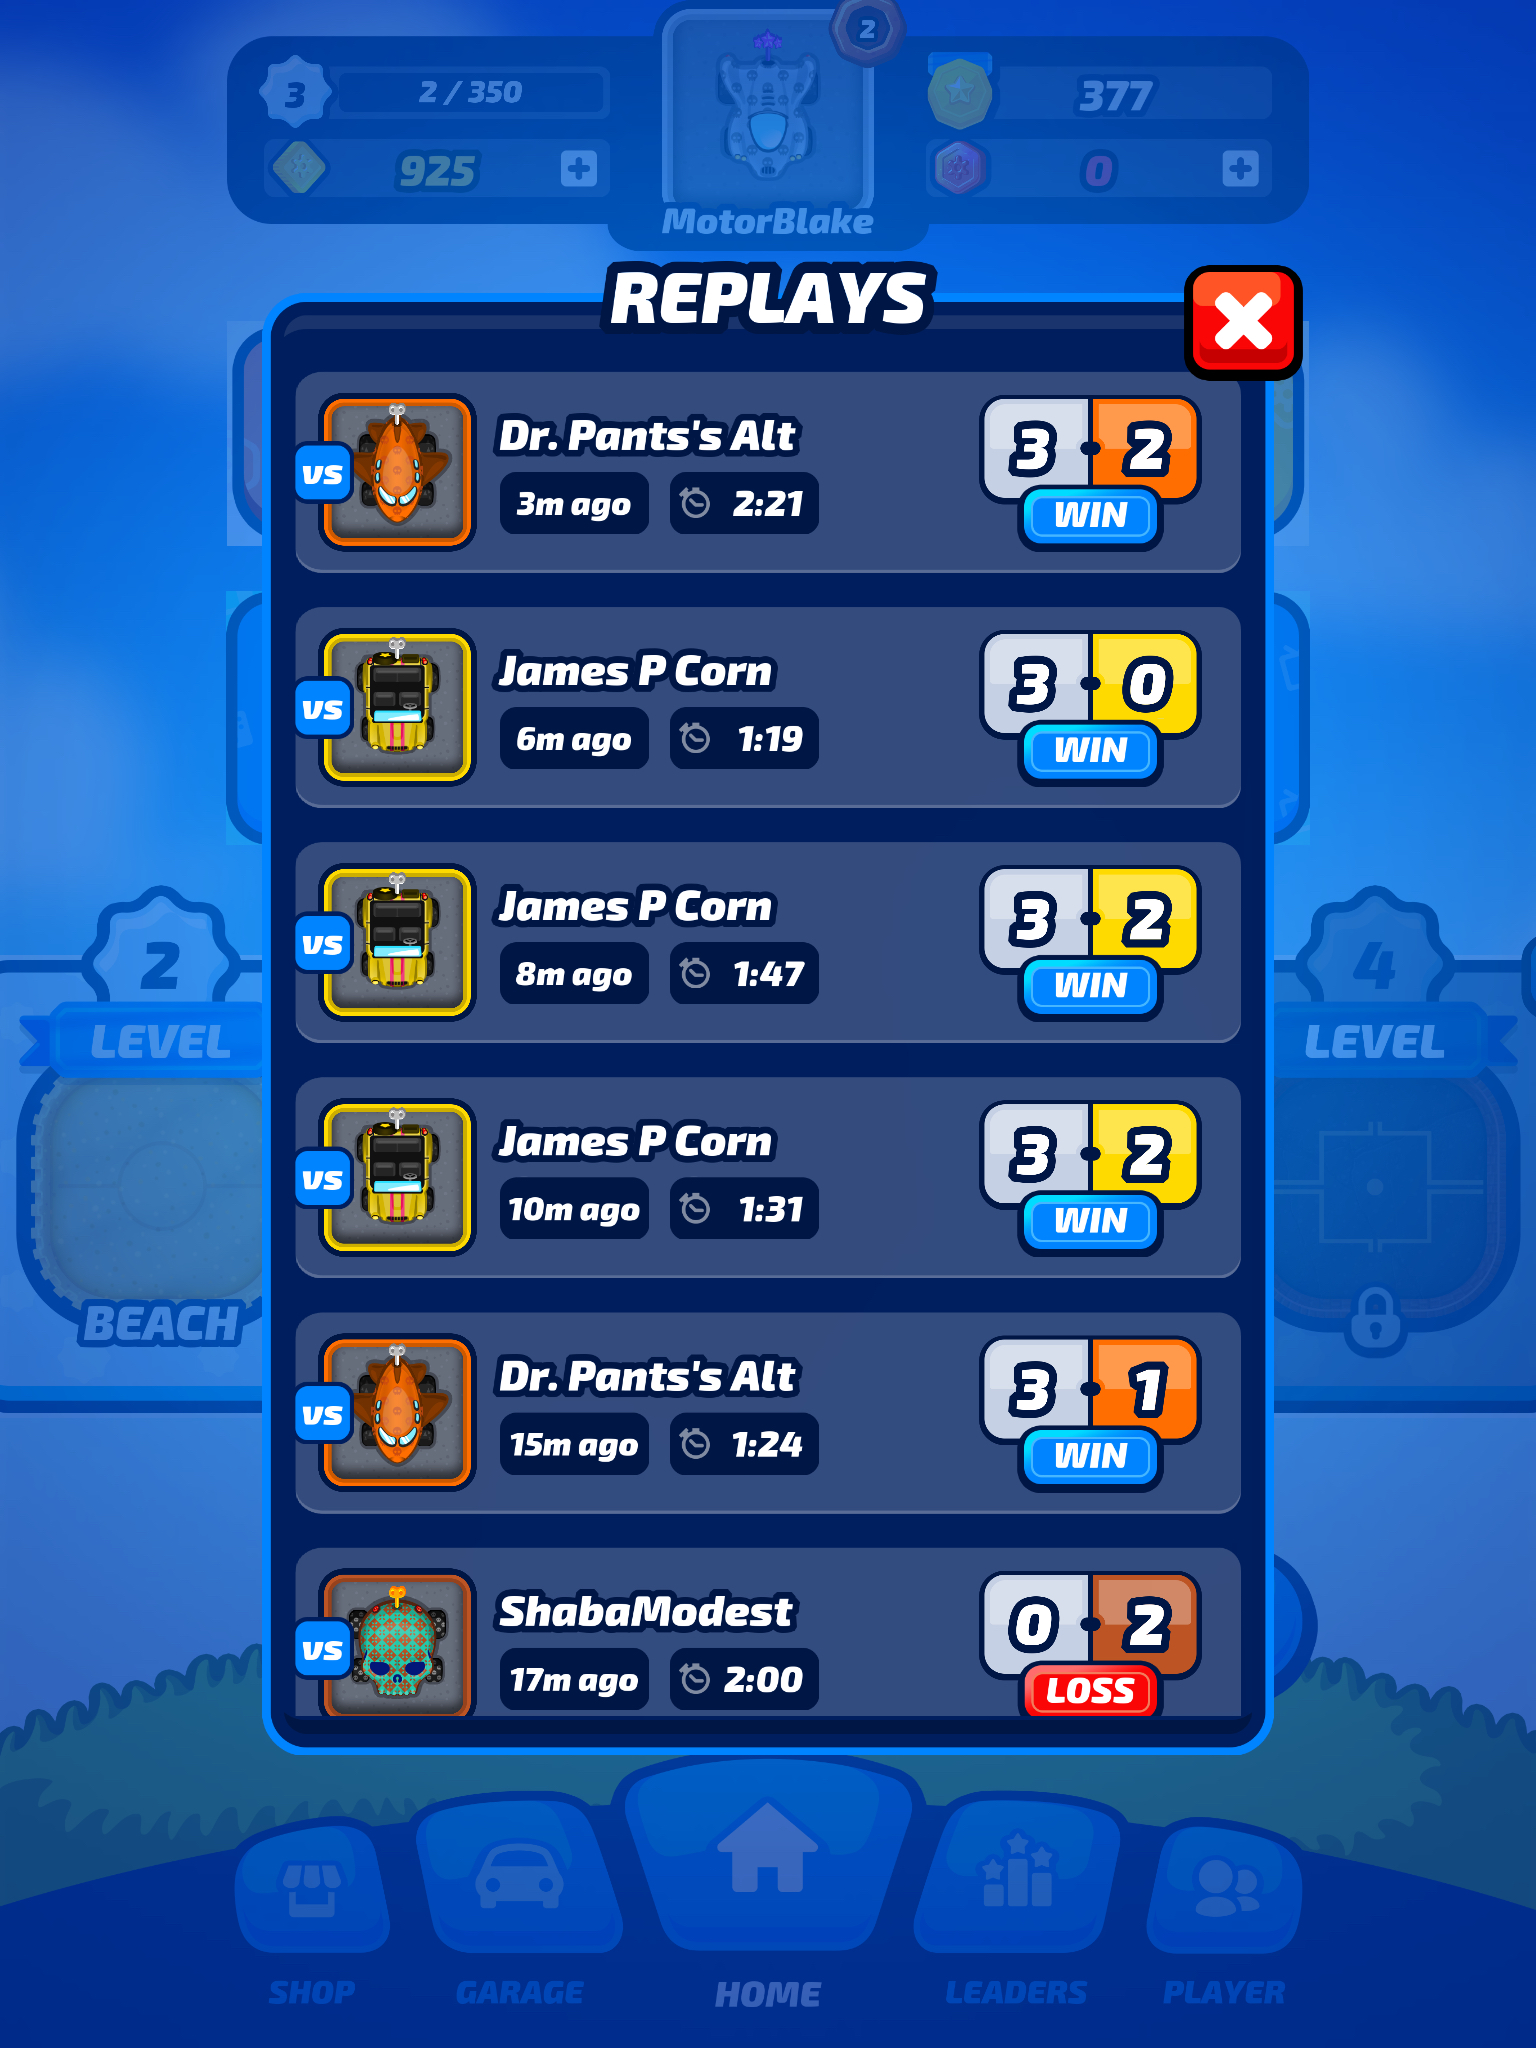 2
3
2 / 350
377
925
0
MotorBlake
REPLAYS
vs
Dr. Pants's Alt
3m ago
2:21
3 - 2
WIN
vs
James P Corn
6m ago
1:19
3 - 0
WIN
vs
James P Corn
8m ago
1:47
3 - 2
WIN
vs
James P Corn
10m ago
1:31
3 - 2
WIN
vs
Dr. Pants's Alt
15m ago
1:24
3 - 1
WIN
vs
ShabaModest
17m ago
2:00
0 - 2
LOSS
2
LEVEL
BEACH
4
LEVEL
SHOP
GARAGE
HOME
LEADERS
PLAYER